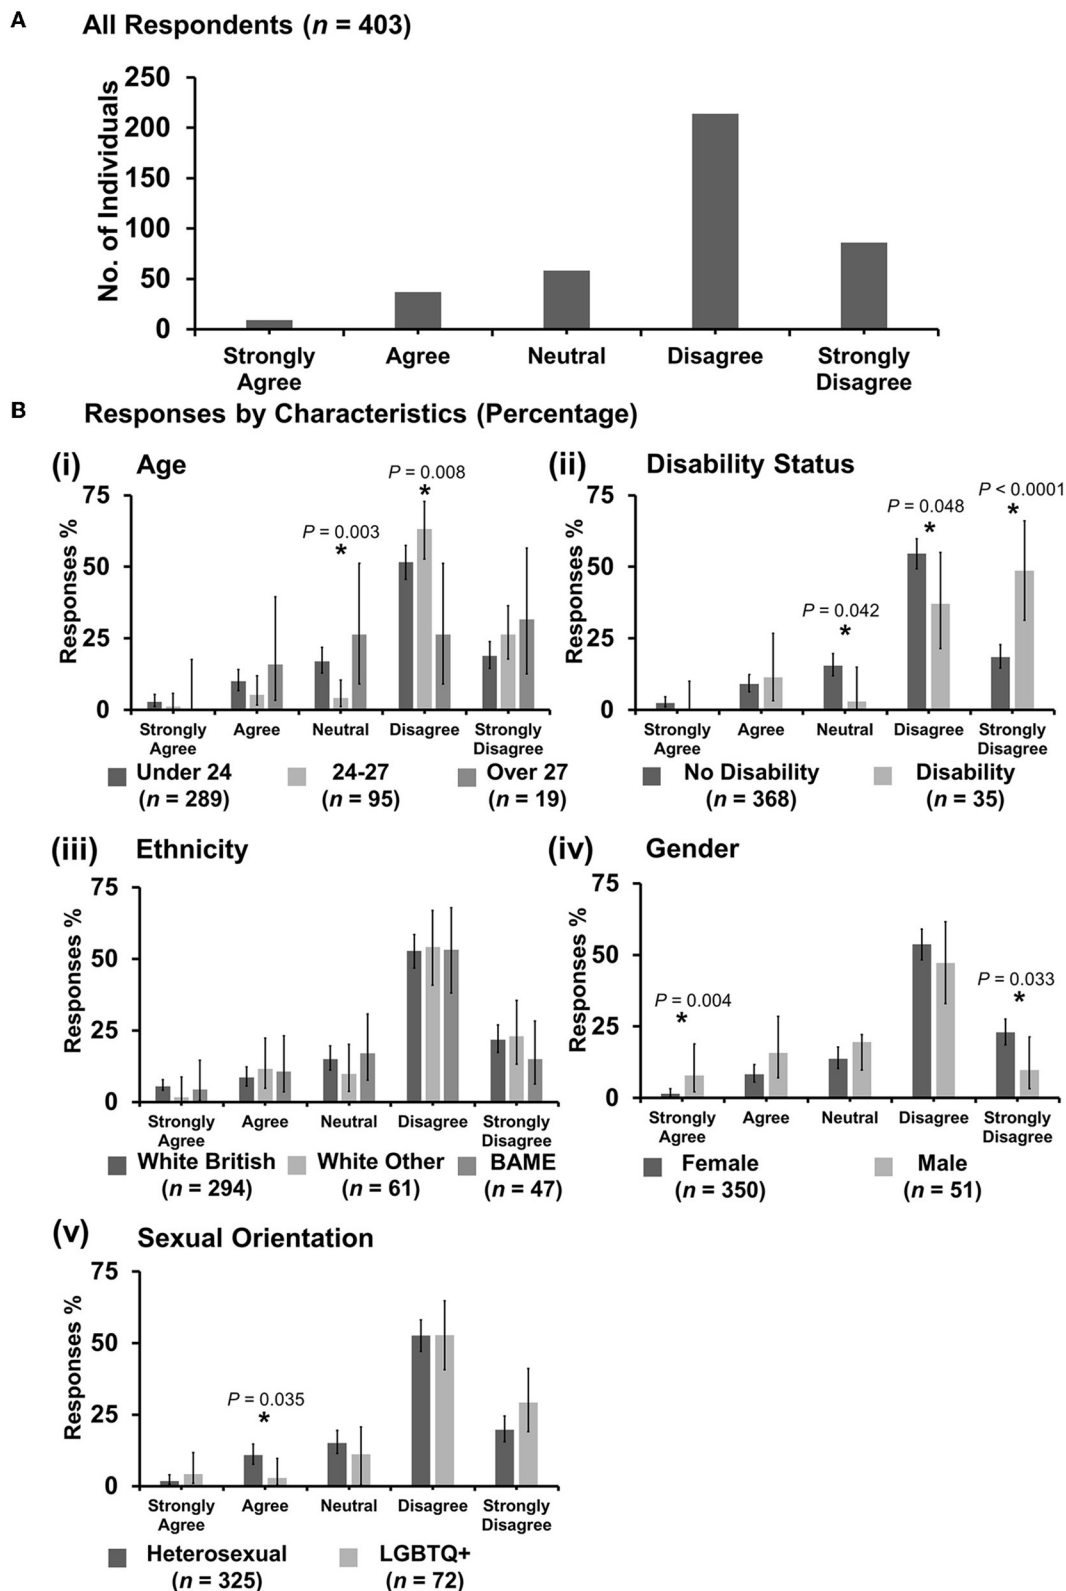 A
All Respondents (n = 403)
No. of Individuals
250
200
150
100
50
0
Strongly Agree
Agree
Neutral
Disagree
Strongly Disagree
B
Responses by Characteristics (Percentage)
(i) Age
Responses %
75
50
25
0
P = 0.003
*
P = 0.008
*
Strongly Agree
Agree
Neutral
Disagree
Strongly Disagree
Under 24 (n = 289)
24-27 (n = 95)
Over 27 (n = 19)
(ii) Disability Status
Responses %
75
50
25
0
P = 0.042
*
P = 0.048
*
P < 0.0001
*
Strongly Agree
Agree
Neutral
Disagree
Strongly Disagree
No Disability (n = 368)
Disability (n = 35)
(iii) Ethnicity
Responses %
75
50
25
0
Strongly Agree
Agree
Neutral
Disagree
Strongly Disagree
White British (n = 294)
White Other (n = 61)
BAME (n = 47)
(iv) Gender
Responses %
75
50
25
0
P = 0.004
*
P = 0.033
*
Strongly Agree
Agree
Neutral
Disagree
Strongly Disagree
Female (n = 350)
Male (n = 51)
(v) Sexual Orientation
Responses %
75
50
25
0
P = 0.035
*
Strongly Agree
Agree
Neutral
Disagree
Strongly Disagree
Heterosexual (n = 325)
LGBTQ+ (n = 72)